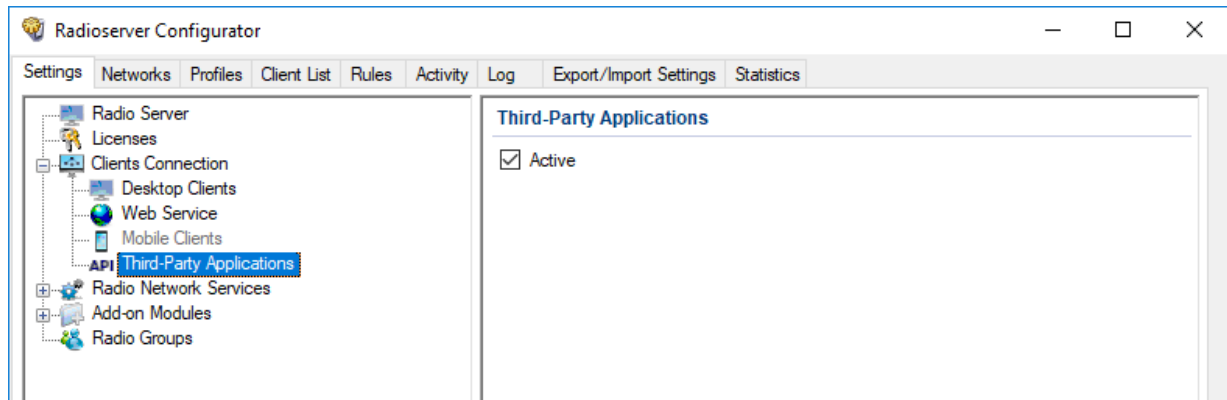 Radioserver Configurator
Settings Networks Profiles Client List Rules Activity Log Export/Import Settings Statistics
Radio Server
Licenses
Clients Connection
Desktop Clients
Web Service
Mobile Clients
API Third-Party Applications
Radio Network Services
Add-on Modules
Radio Groups
Third-Party Applications
Active